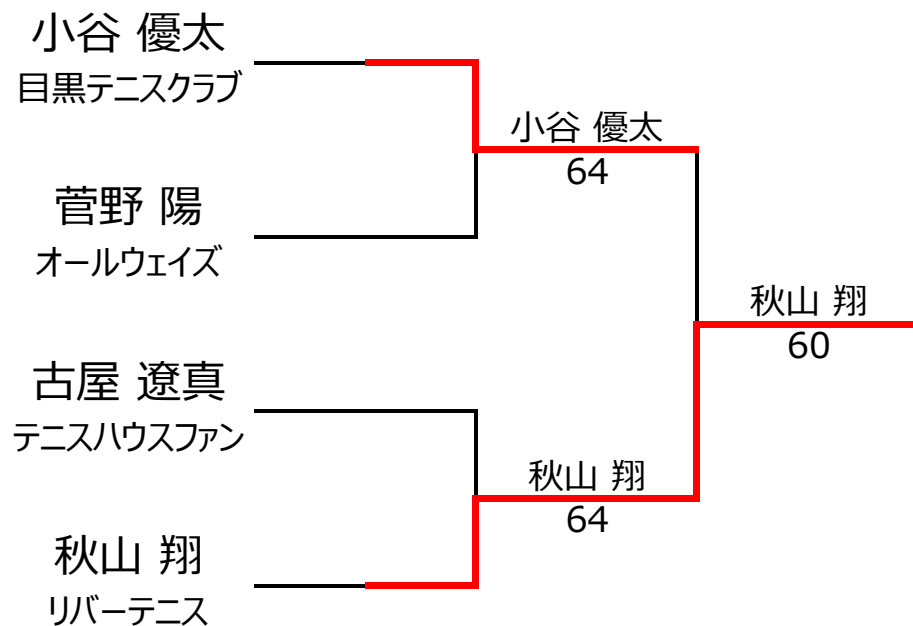 小谷 優太
目黒テニスクラブ
菅野 陽
オールウェイズ
古屋 遼真
テニスハウスファン
秋山 翔
リバーテニス
小谷 優太
64
秋山 翔
64
秋山 翔
60